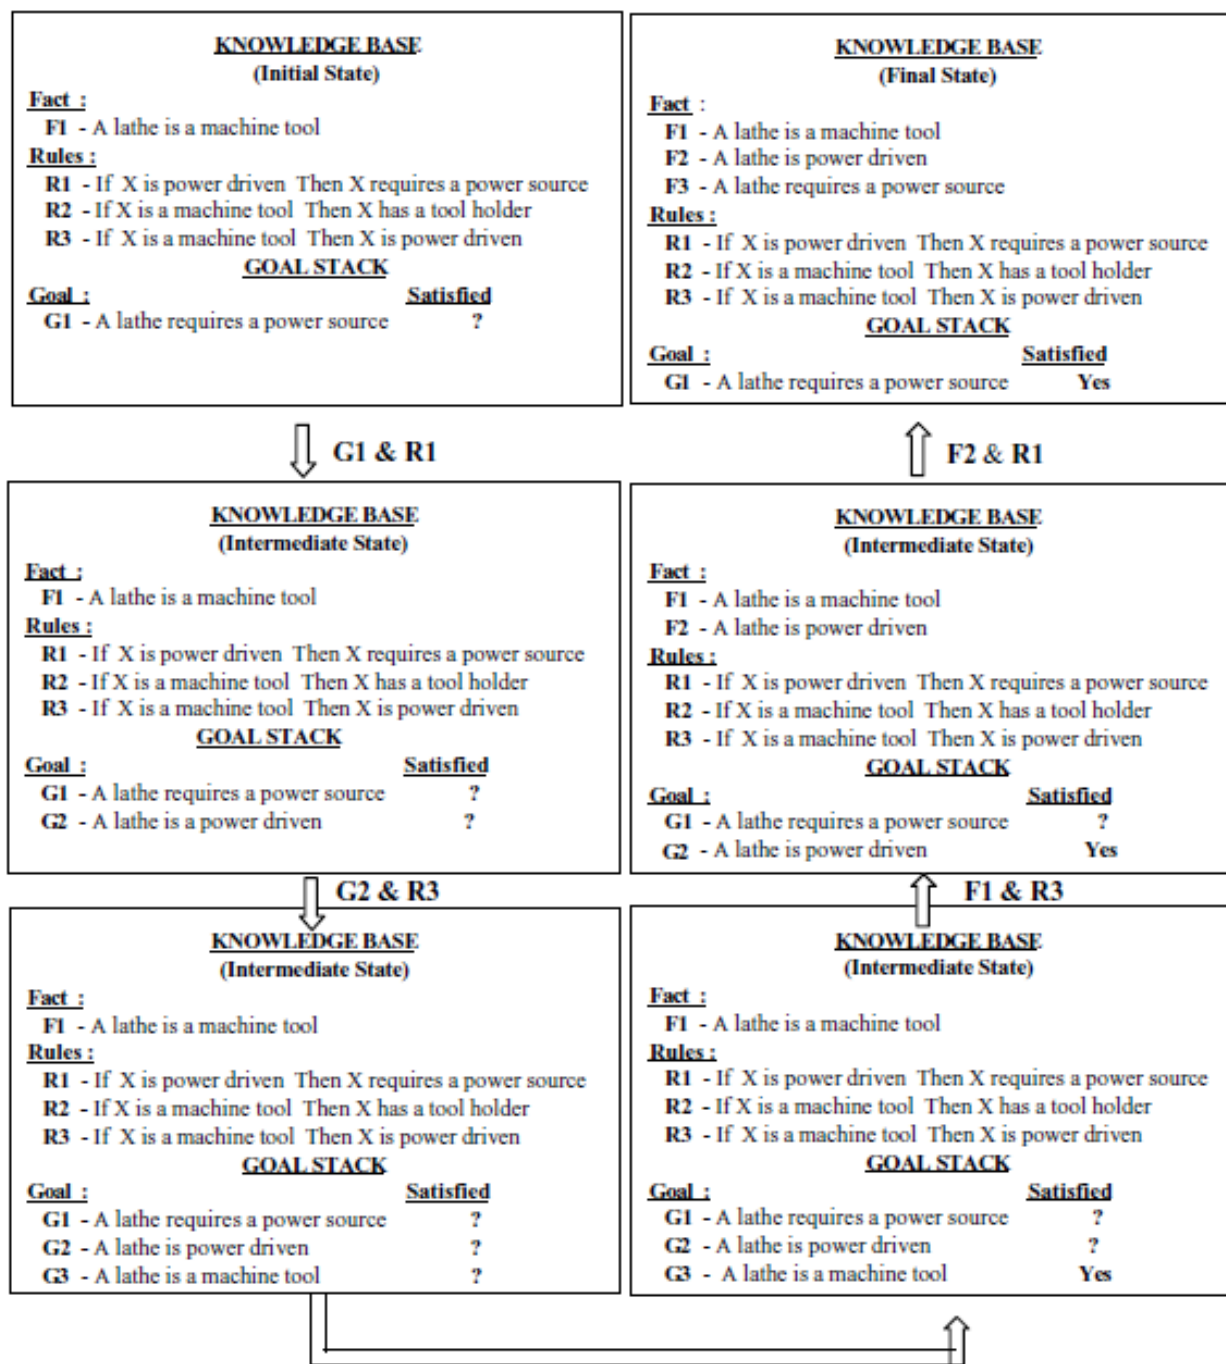 KNOWLEDGE BASE
(Initial State)
Fact :
F1 - A lathe is a machine tool
Rules :
R1 - If X is power driven Then X requires a power source
R2 - If X is a machine tool Then X has a tool holder
R3 - If X is a machine tool Then X is power driven
GOAL STACK
Goal : Satisfied
G1 - A lathe requires a power source ?
G1 & R1
KNOWLEDGE BASE
(Intermediate State)
Fact :
F1 - A lathe is a machine tool
Rules :
R1 - If X is power driven Then X requires a power source
R2 - If X is a machine tool Then X has a tool holder
R3 - If X is a machine tool Then X is power driven
GOAL STACK
Goal : Satisfied
G1 - A lathe requires a power source ?
G2 - A lathe is a power driven ?
G2 & R3
KNOWLEDGE BASE
(Intermediate State)
Fact :
F1 - A lathe is a machine tool
Rules :
R1 - If X is power driven Then X requires a power source
R2 - If X is a machine tool Then X has a tool holder
R3 - If X is a machine tool Then X is power driven
GOAL STACK
Goal : Satisfied
G1 - A lathe requires a power source ?
G2 - A lathe is power driven ?
G3 - A lathe is a machine tool ?
KNOWLEDGE BASE
(Intermediate State)
Fact :
F1 - A lathe is a machine tool
Rules :
R1 - If X is power driven Then X requires a power source
R2 - If X is a machine tool Then X has a tool holder
R3 - If X is a machine tool Then X is power driven
GOAL STACK
Goal : Satisfied
G1 - A lathe requires a power source ?
G2 - A lathe is power driven ?
G3 - A lathe is a machine tool Yes
F1 & R3
KNOWLEDGE BASE
(Intermediate State)
Fact :
F1 - A lathe is a machine tool
F2 - A lathe is power driven
Rules :
R1 - If X is power driven Then X requires a power source
R2 - If X is a machine tool Then X has a tool holder
R3 - If X is a machine tool Then X is power driven
GOAL STACK
Goal : Satisfied
G1 - A lathe requires a power source ?
G2 - A lathe is power driven Yes
F2 & R1
KNOWLEDGE BASE
(Final State)
Fact :
F1 - A lathe is a machine tool
F2 - A lathe is power driven
F3 - A lathe requires a power source
Rules :
R1 - If X is power driven Then X requires a power source
R2 - If X is a machine tool Then X has a tool holder
R3 - If X is a machine tool Then X is power driven
GOAL STACK
Goal : Satisfied
G1 - A lathe requires a power source Yes